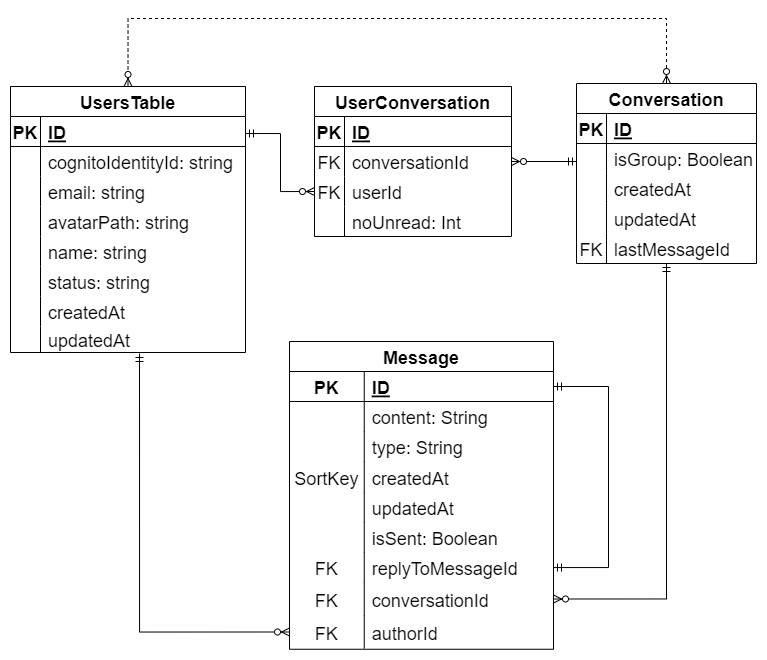 UsersTable
PK ID
cognitoIdentityId: string
email: string
avatarPath: string
name: string
status: string
createdAt
updatedAt
UserConversation
PK ID
FK conversationId
FK userId
noUnread: Int
Conversation
PK ID
isGroup: Boolean
createdAt
updatedAt
FK lastMessageId
Message
PK ID
content: String
type: String
SortKey createdAt
updatedAt
isSent: Boolean
FK replyToMessageId
FK conversationId
FK authorId